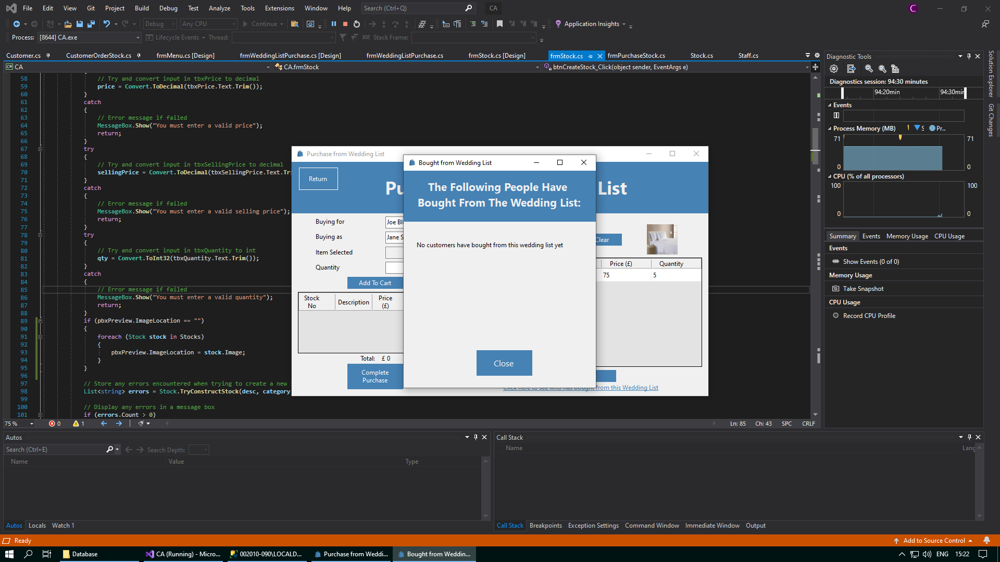 File Edit View Git Project Build Debug Test Analyze Tools Extensions Window Help Search (Ctrl+Q) CA C
Debug Any CPU Continue Application Insights
Process: [8644] CA.exe Lifecycle Events Thread: Stack Frame:
Customer.cs CustomerOrderStock.cs frmMenu.cs [Design] frmWeddingListPurchase.cs [Design] frmWeddingListPurchase.cs frmStock.cs [Design] frmStock.cs frmPurchaseStock.cs Stock.cs Staff.cs
C# CA CA.frmStock btnCreateStock_Click(object sender, EventArgs e)
58 // Try and convert input in tbxPrice to decimal
59 price = Convert.ToDecimal(tbxPrice.Text.Trim());
60 }
61 catch
62 {
63 // Error message if failed
64 MessageBox.Show("You must enter a valid price");
65 return;
66 }
67 try
68 {
69 // Try and convert input in tbxSellingPrice to decimal
70 sellingPrice = Convert.ToDecimal(tbxSellingPrice.Text.Tri
71 }
72 catch
73 {
74 // Error message if failed
75 MessageBox.Show("You must enter a valid selling price");
76 return;
77 }
78 try
79 {
80 // Try and convert input in tbxQuantity to int
81 qty = Convert.ToInt32(tbxQuantity.Text.Trim());
82 }
83 catch
84 {
85 // Error message if failed
86 MessageBox.Show("You must enter a valid quantity");
87 return;
88 }
89 if (pbxPreview.ImageLocation == "")
90 {
91 foreach (Stock stock in Stocks)
92 {
93 pbxPreview.ImageLocation = stock.Image;
94 }
95 }
96
97 // Store any errors encountered when trying to create a new
98 List<string> errors = Stock.TryConstructStock(desc, category
99
100 // Display any errors in a message box
101 if (errors.Count > 0)
75 % 0 1 Ln: 85 Ch: 43 SPC CRLF
Purchase from Wedding List
Return
Pu List
Buying for Joe Bl
Buying as Jane S
Item Selected
Quantity
Add To Cart
Stock No Description Price (£)
Total: £ 0
Complete Purchase
Clear
Price (£) Quantity
75 5
Click here to see who has bought from this Wedding List
Bought from Wedding List
The Following People Have
Bought From The Wedding List:
No customers have bought from this wedding list yet
Close
Diagnostic Tools
Diagnostics session: 94:30 minutes
94:20min 94:30min
Events
Process Memory (MB) S Pr...
71 71
0 0
CPU (% of all processors)
100 100
0 0
Summary Events Memory Usage CPU Usage
Events
Show Events (0 of 0)
Memory Usage
Take Snapshot
CPU Usage
Record CPU Profile
Solution Explorer
Git Changes
Autos
Search (Ctrl+E) Search Depth:
Name Value Type
Autos Locals Watch 1
Call Stack
Name Lang
Call Stack Breakpoints Exception Settings Command Window Immediate Window Output
Ready Add to Source Control
Database CA (Running) - Micro... 002010-090\LOCALD... Purchase from Weddi... Bought from Weddin... ENG 15:22